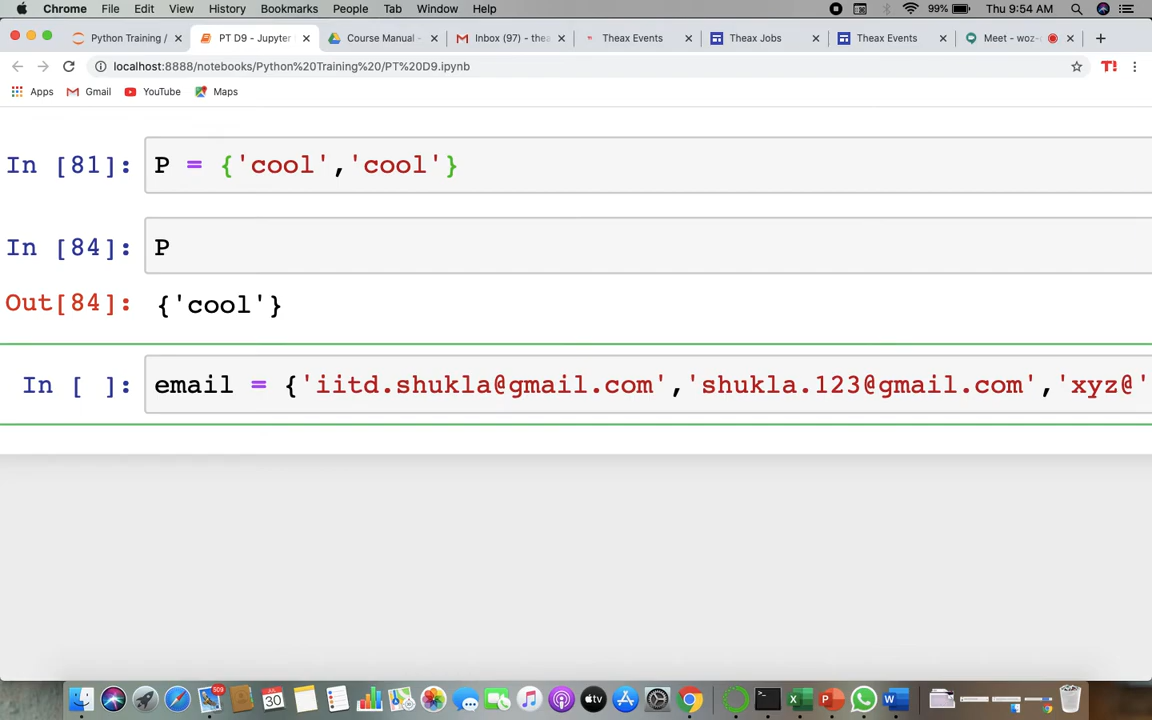 Chrome File Edit View History Bookmarks People Tab Window Help 99% Thu 9:54 AM
Python Training / PT D9 - Jupyter Course Manual - Inbox (97) - thea Theax Events Theax Jobs Theax Events Meet - woz-
localhost:8888/notebooks/Python%20Training%20/PT%20D9.ipynb T!
Apps Gmail YouTube Maps
In [81]: P = {'cool','cool'}
In [84]: P
Out[84]: {'cool'}
In [ ]: email = {'iitd.shukla@gmail.com','shukla.123@gmail.com','xyz@'
509
30